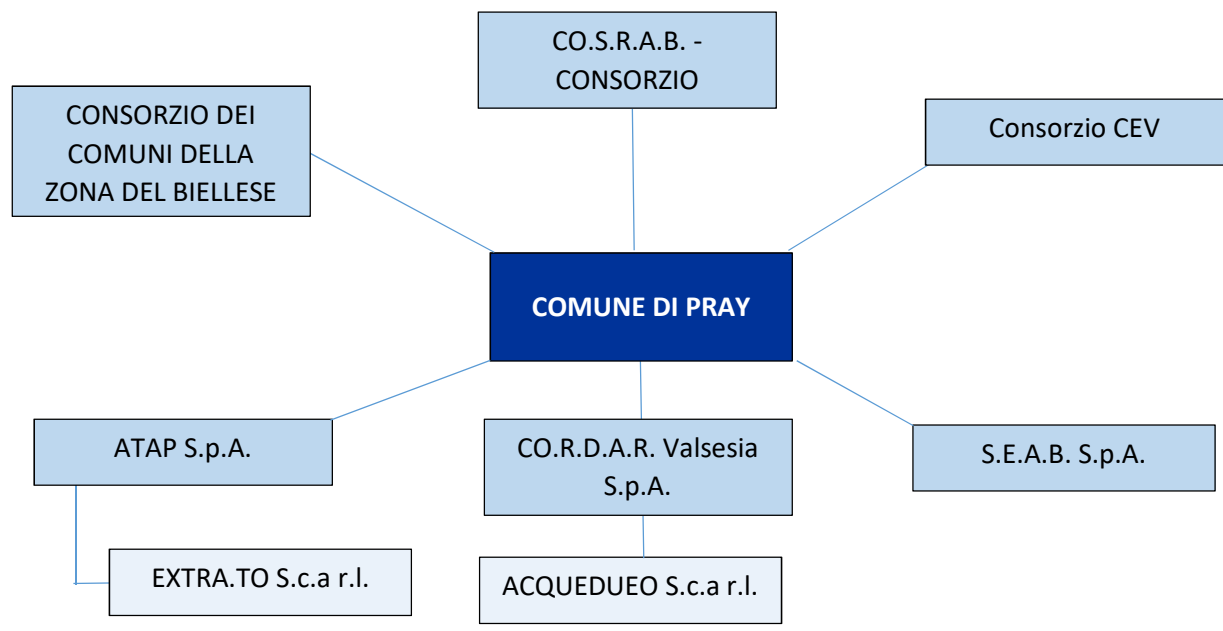 CO.S.R.A.B. -
CONSORZIO
CONSORZIO DEI
COMUNI DELLA
ZONA DEL BIELLESE
Consorzio CEV
COMUNE DI PRAY
ATAP S.p.A.
CO.R.D.A.R. Valsesia
S.p.A.
S.E.A.B. S.p.A.
EXTRA.TO S.c.a r.l.
ACQUEDUEO S.c.a r.l.